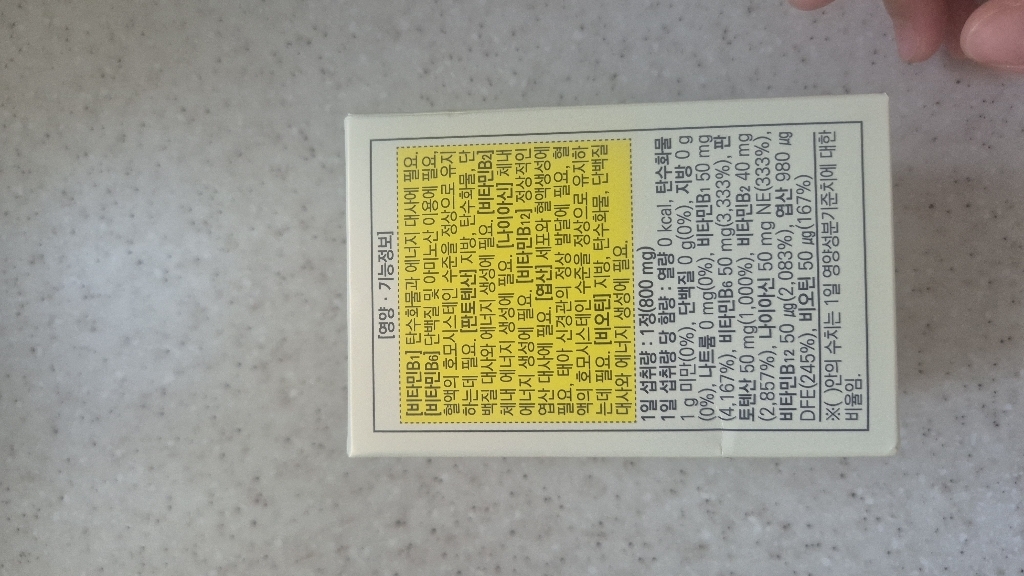 [영양 · 기능정보]
[비타민B1] 탄수화물과 에너지 대사에 필요.
[비타민B6] 단백질 및 아미노산 이용에 필요,
혈액의 호모시스테인 수준을 정상으로 유지
하는데 필요. [판토텐산] 지방, 탄수화물, 단
백질 대사와 에너지 생성에 필요. [비타민B2]
체내 에너지 생성에 필요. [나이아신] 체내
에너지 생성에 필요. [비타민B12] 정상적인
엽산 대사에 필요. [엽산] 세포와 혈액생성에
필요, 태아 신경관의 정상 발달에 필요, 혈
액의 호모시스테인 수준을 정상으로 유지하
는데 필요. [비오틴] 지방, 탄수화물, 단백질
대사와 에너지 생성에 필요.
1일 섭취량 : 1정(800 mg)
1일 섭취량 당 함량 : 열량 0 kcal, 탄수화물
1 g 미만(0%), 단백질 0 g(0%), 지방 0 g
(0%), 나트륨 0 mg(0%), 비타민B1 50 mg
(4,167%), 비타민B6 50 mg(3,333%), 판
토텐산 50 mg(1,000%), 비타민B2 40 mg
(2,857%), 나이아신 50 mg NE(333%),
비타민B12 50 μg(2,083%), 엽산 980 μg
DFE(245%), 비오틴 50 μg(167%)
※( )안의 수치는 1일 영양성분기준치에 대한
비율임.